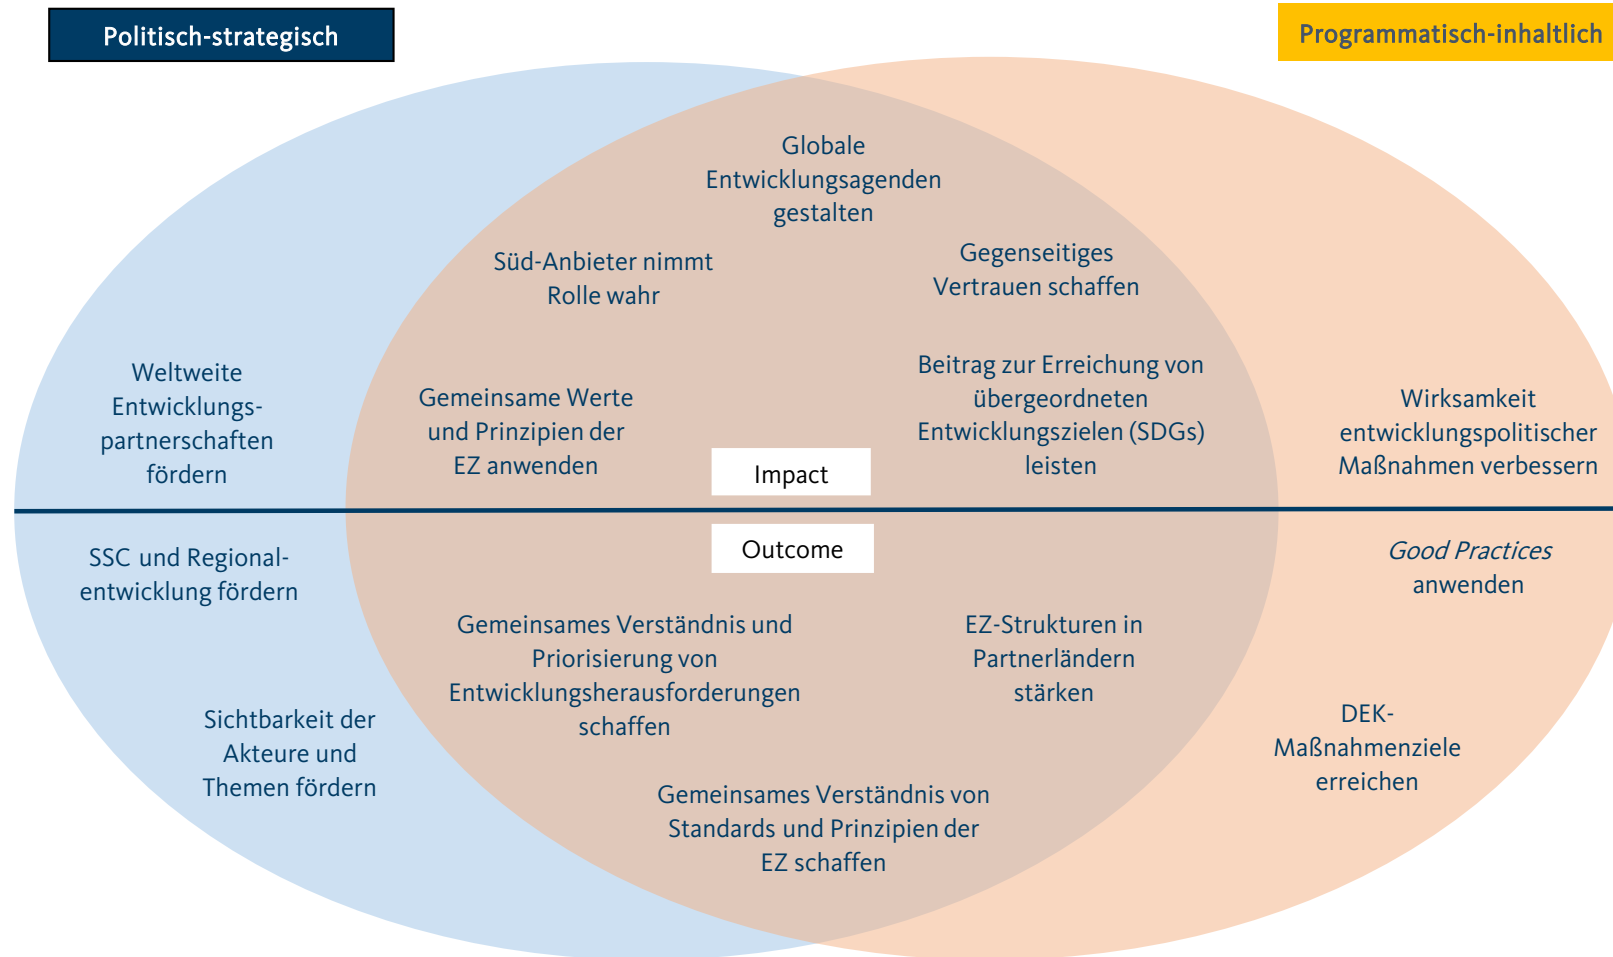 Politisch-strategisch
Programmatisch-inhaltlich
Globale
Entwicklungsagenden
gestalten
Süd-Anbieter nimmt
Rolle wahr
Gegenseitiges
Vertrauen schaffen
Weltweite
Entwicklungs-
partnerschaften
fördern
Gemeinsame Werte
und Prinzipien der
EZ anwenden
Beitrag zur Erreichung von
übergeordneten
Entwicklungszielen (SDGs)
leisten
Wirksamkeit
entwicklungspolitischer
Maßnahmen verbessern
Impact
Outcome
SSC und Regional-
entwicklung fördern
Good Practices
anwenden
Gemeinsames Verständnis und
Priorisierung von
Entwicklungsherausforderungen
schaffen
EZ-Strukturen in
Partnerländern
stärken
Sichtbarkeit der
Akteure und
Themen fördern
DEK-
Maßnahmenziele
erreichen
Gemeinsames Verständnis von
Standards und Prinzipien der
EZ schaffen